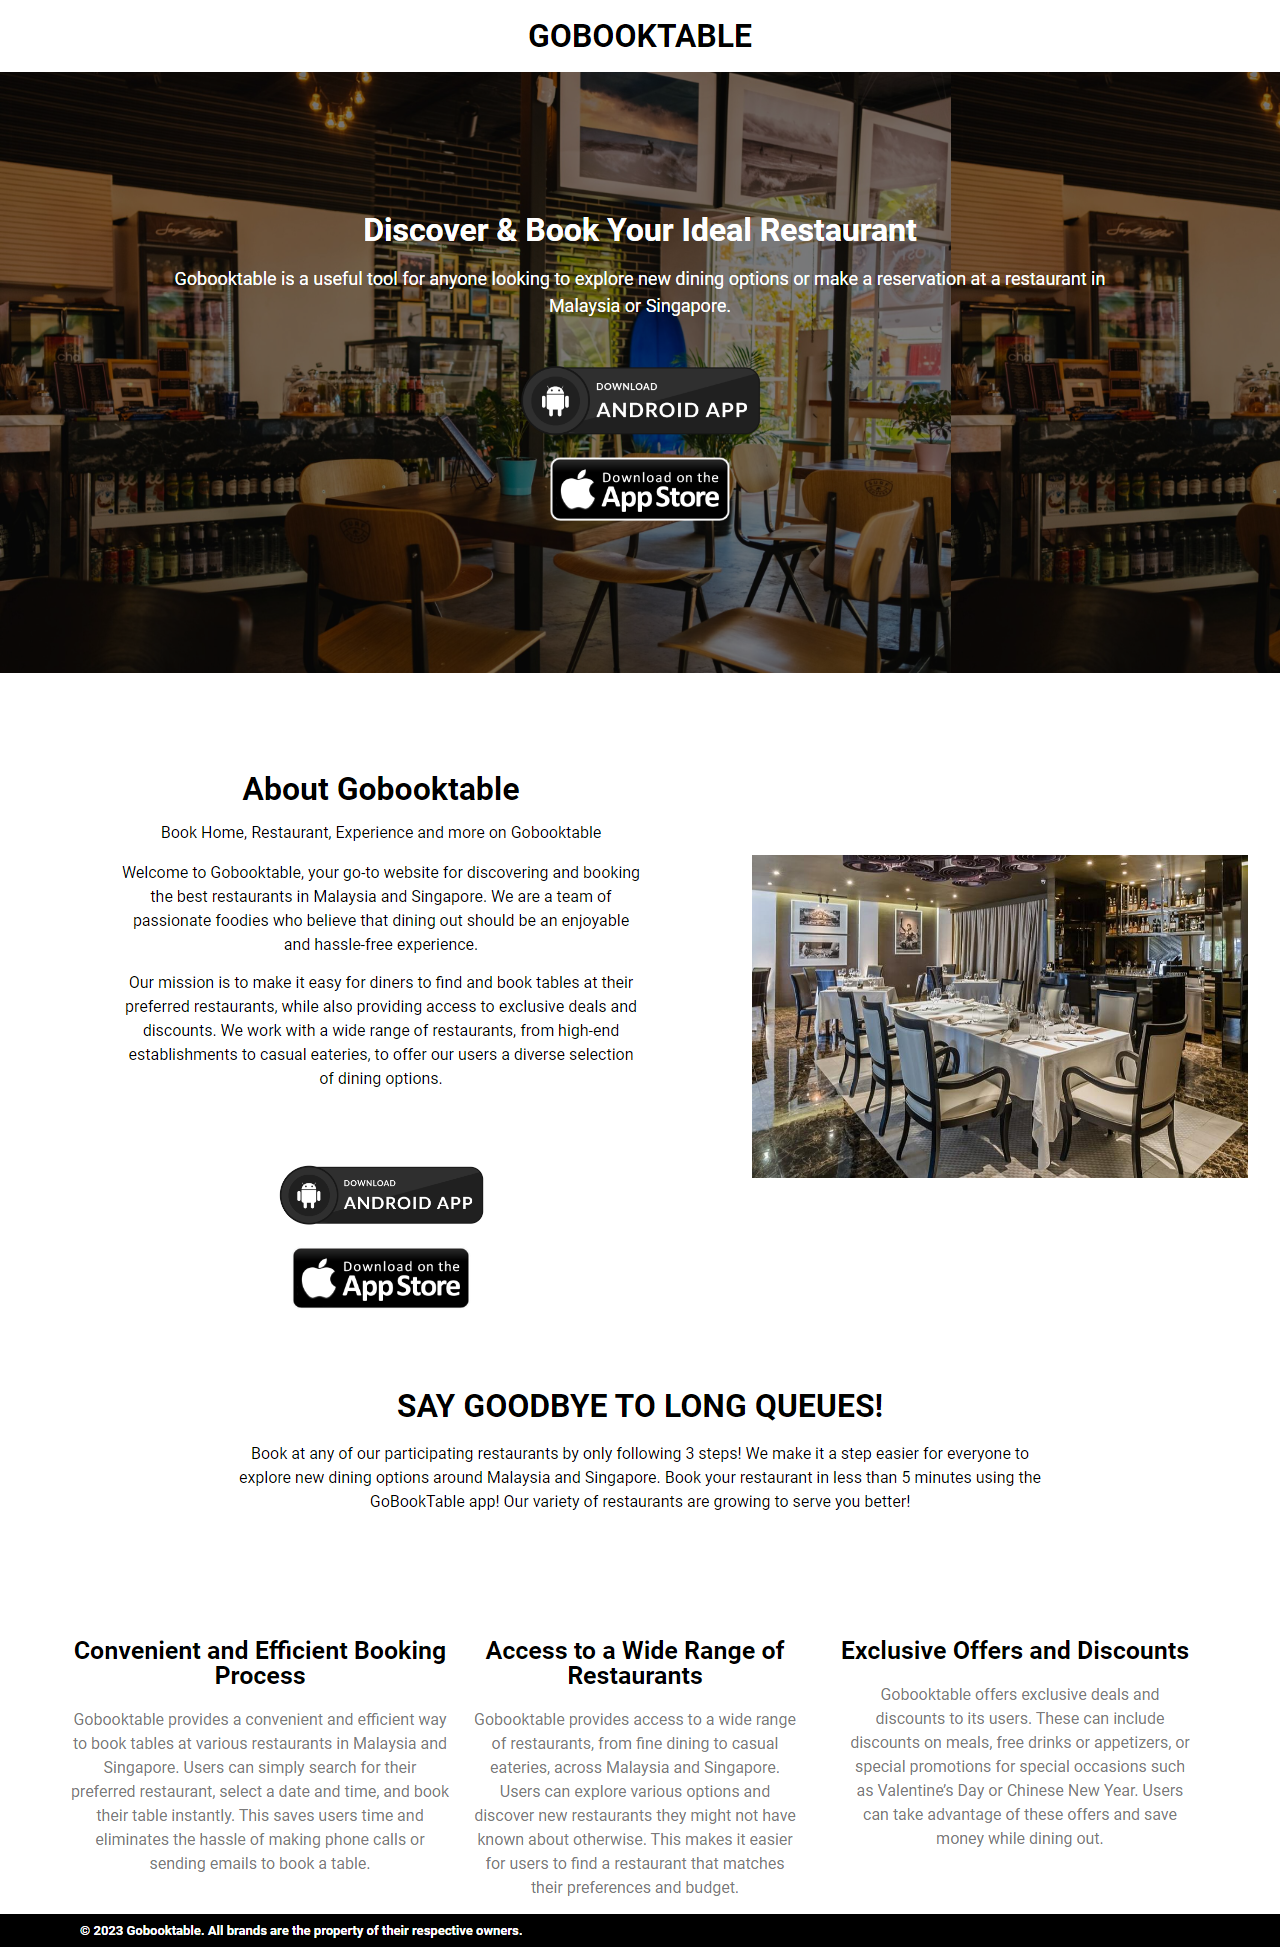 GOBOOKTABLE
Discover & Book Your Ideal Restaurant
Gobooktable is a useful tool for anyone looking to explore new dining options or make a reservation at a restaurant in
Malaysia or Singapore.
DOWNLOAD
ANDROID APP
Download on the
App Store
About Gobooktable
Book Home, Restaurant, Experience and more on Gobooktable
Welcome to Gobooktable, your go-to website for discovering and booking
the best restaurants in Malaysia and Singapore. We are a team of
passionate foodies who believe that dining out should be an enjoyable
and hassle-free experience.
Our mission is to make it easy for diners to find and book tables at their
preferred restaurants, while also providing access to exclusive deals and
discounts. We work with a wide range of restaurants, from high-end
establishments to casual eateries, to offer our users a diverse selection
of dining options.
DOWNLOAD
ANDROID APP
Download on the
App Store
SAY GOODBYE TO LONG QUEUES!
Book at any of our participating restaurants by only following 3 steps! We make it a step easier for everyone to
explore new dining options around Malaysia and Singapore. Book your restaurant in less than 5 minutes using the
GoBookTable app! Our variety of restaurants are growing to serve you better!
Convenient and Efficient Booking
Process
Gobooktable provides a convenient and efficient way
to book tables at various restaurants in Malaysia and
Singapore. Users can simply search for their
preferred restaurant, select a date and time, and book
their table instantly. This saves users time and
eliminates the hassle of making phone calls or
sending emails to book a table.
Access to a Wide Range of
Restaurants
Gobooktable provides access to a wide range
of restaurants, from fine dining to casual
eateries, across Malaysia and Singapore.
Users can explore various options and
discover new restaurants they might not have
known about otherwise. This makes it easier
for users to find a restaurant that matches
their preferences and budget.
Exclusive Offers and Discounts
Gobooktable offers exclusive deals and
discounts to its users. These can include
discounts on meals, free drinks or appetizers, or
special promotions for special occasions such
as Valentine’s Day or Chinese New Year. Users
can take advantage of these offers and save
money while dining out.
© 2023 Gobooktable. All brands are the property of their respective owners.